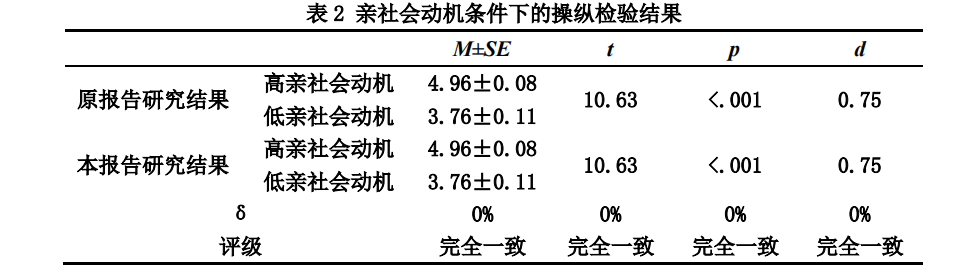 表 2 亲社会动机条件下的操纵检验结果
M±SE t p d
原报告研究结果 高亲社会动机 4.96±0.08 10.63 <.001 0.75
低亲社会动机 3.76±0.11
本报告研究结果 高亲社会动机 4.96±0.08 10.63 <.001 0.75
低亲社会动机 3.76±0.11
δ 0% 0% 0% 0%
评级 完全一致 完全一致 完全一致 完全一致